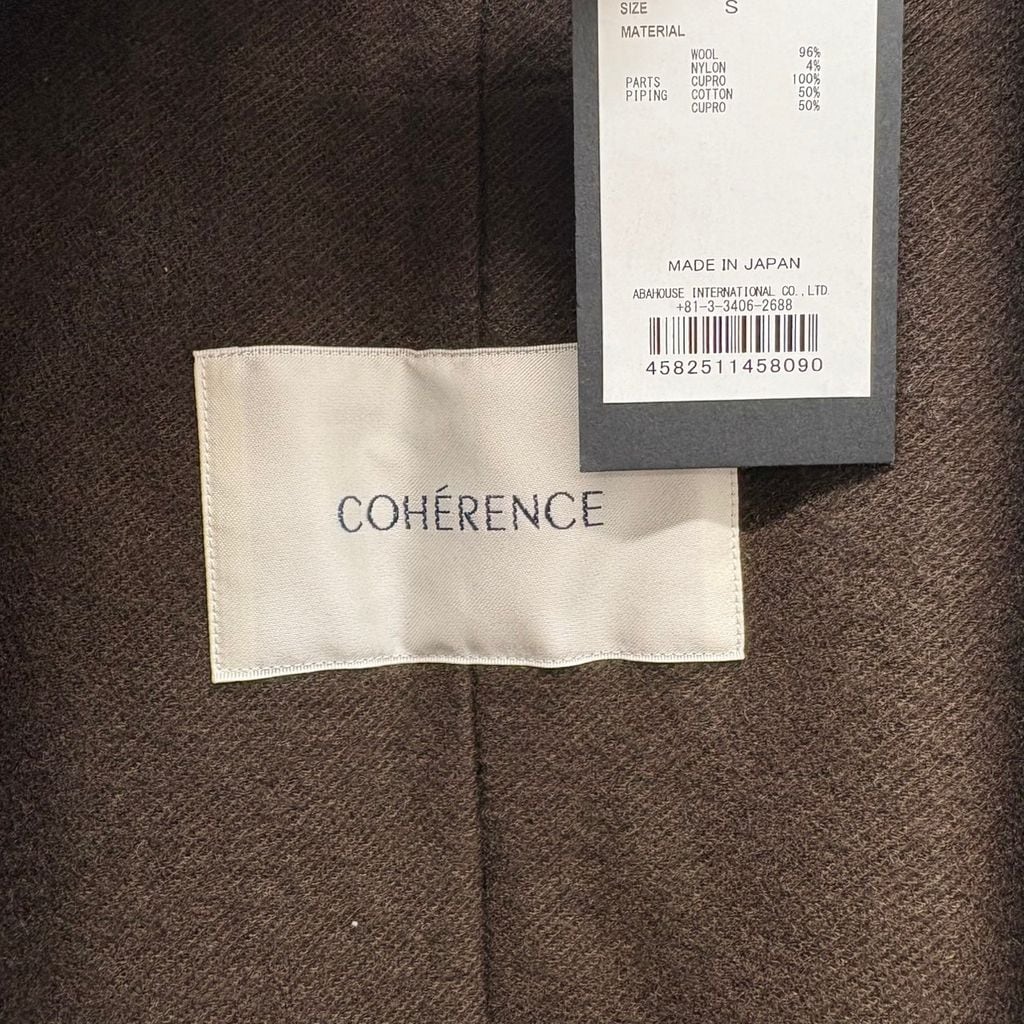 SIZE S
MATERIAL
WOOL 96%
NYLON 4%
PARTS CUPRO 100%
PIPING COTTON 50%
CUPRO 50%
MADE IN JAPAN
ABAHOUSE INTERNATIONAL CO.,LTD.
+81-3-3406-2688
4582511458090
COHÉRENCE